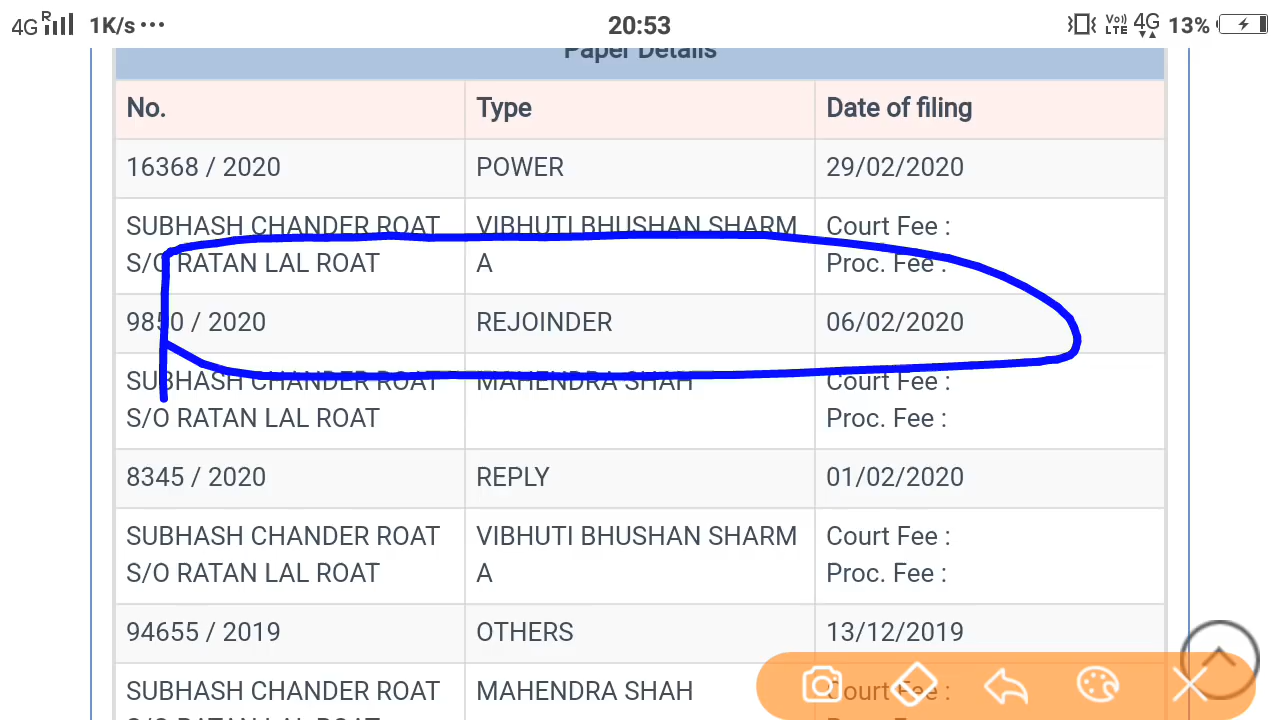 4G R 1K/s ••• 20:53 Vo)) LTE 4G 13%
Paper Details
No. Type Date of filing
16368 / 2020 POWER 29/02/2020
SUBHASH CHANDER ROAT VIBHUTI BHUSHAN SHARM Court Fee :
S/O RATAN LAL ROAT A Proc. Fee :
9850 / 2020 REJOINDER 06/02/2020
SUBHASH CHANDER ROAT MAHENDRA SHAH Court Fee :
S/O RATAN LAL ROAT Proc. Fee :
8345 / 2020 REPLY 01/02/2020
SUBHASH CHANDER ROAT VIBHUTI BHUSHAN SHARM Court Fee :
S/O RATAN LAL ROAT A Proc. Fee :
94655 / 2019 OTHERS 13/12/2019
SUBHASH CHANDER ROAT MAHENDRA SHAH Court Fee :